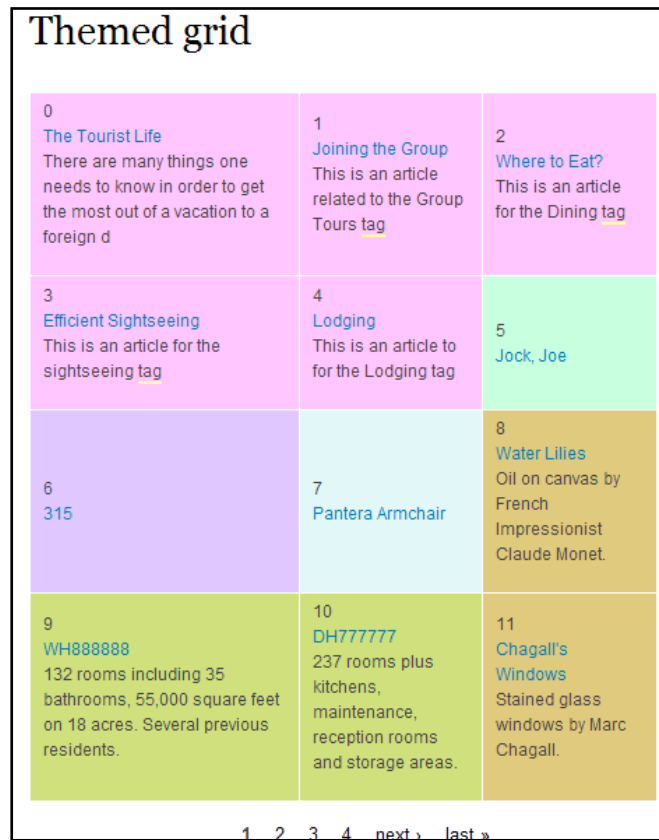 Themed grid
0
The Tourist Life
There are many things one
needs to know in order to get
the most out of a vacation to a
foreign d
1
Joining the Group
This is an article
related to the Group
Tours tag
2
Where to Eat?
This is an article
for the Dining tag
3
Efficient Sightseeing
This is an article for the
sightseeing tag
4
Lodging
This is an article to
for the Lodging tag
5
Jock, Joe
6
315
7
Pantera Armchair
8
Water Lilies
Oil on canvas by
French
Impressionist
Claude Monet.
9
WH888888
132 rooms including 35
bathrooms, 55,000 square feet
on 18 acres. Several previous
residents.
10
DH777777
237 rooms plus
kitchens,
maintenance,
reception rooms
and storage areas.
11
Chagall's
Windows
Stained glass
windows by Marc
Chagall.
1 2 3 4 next › last »